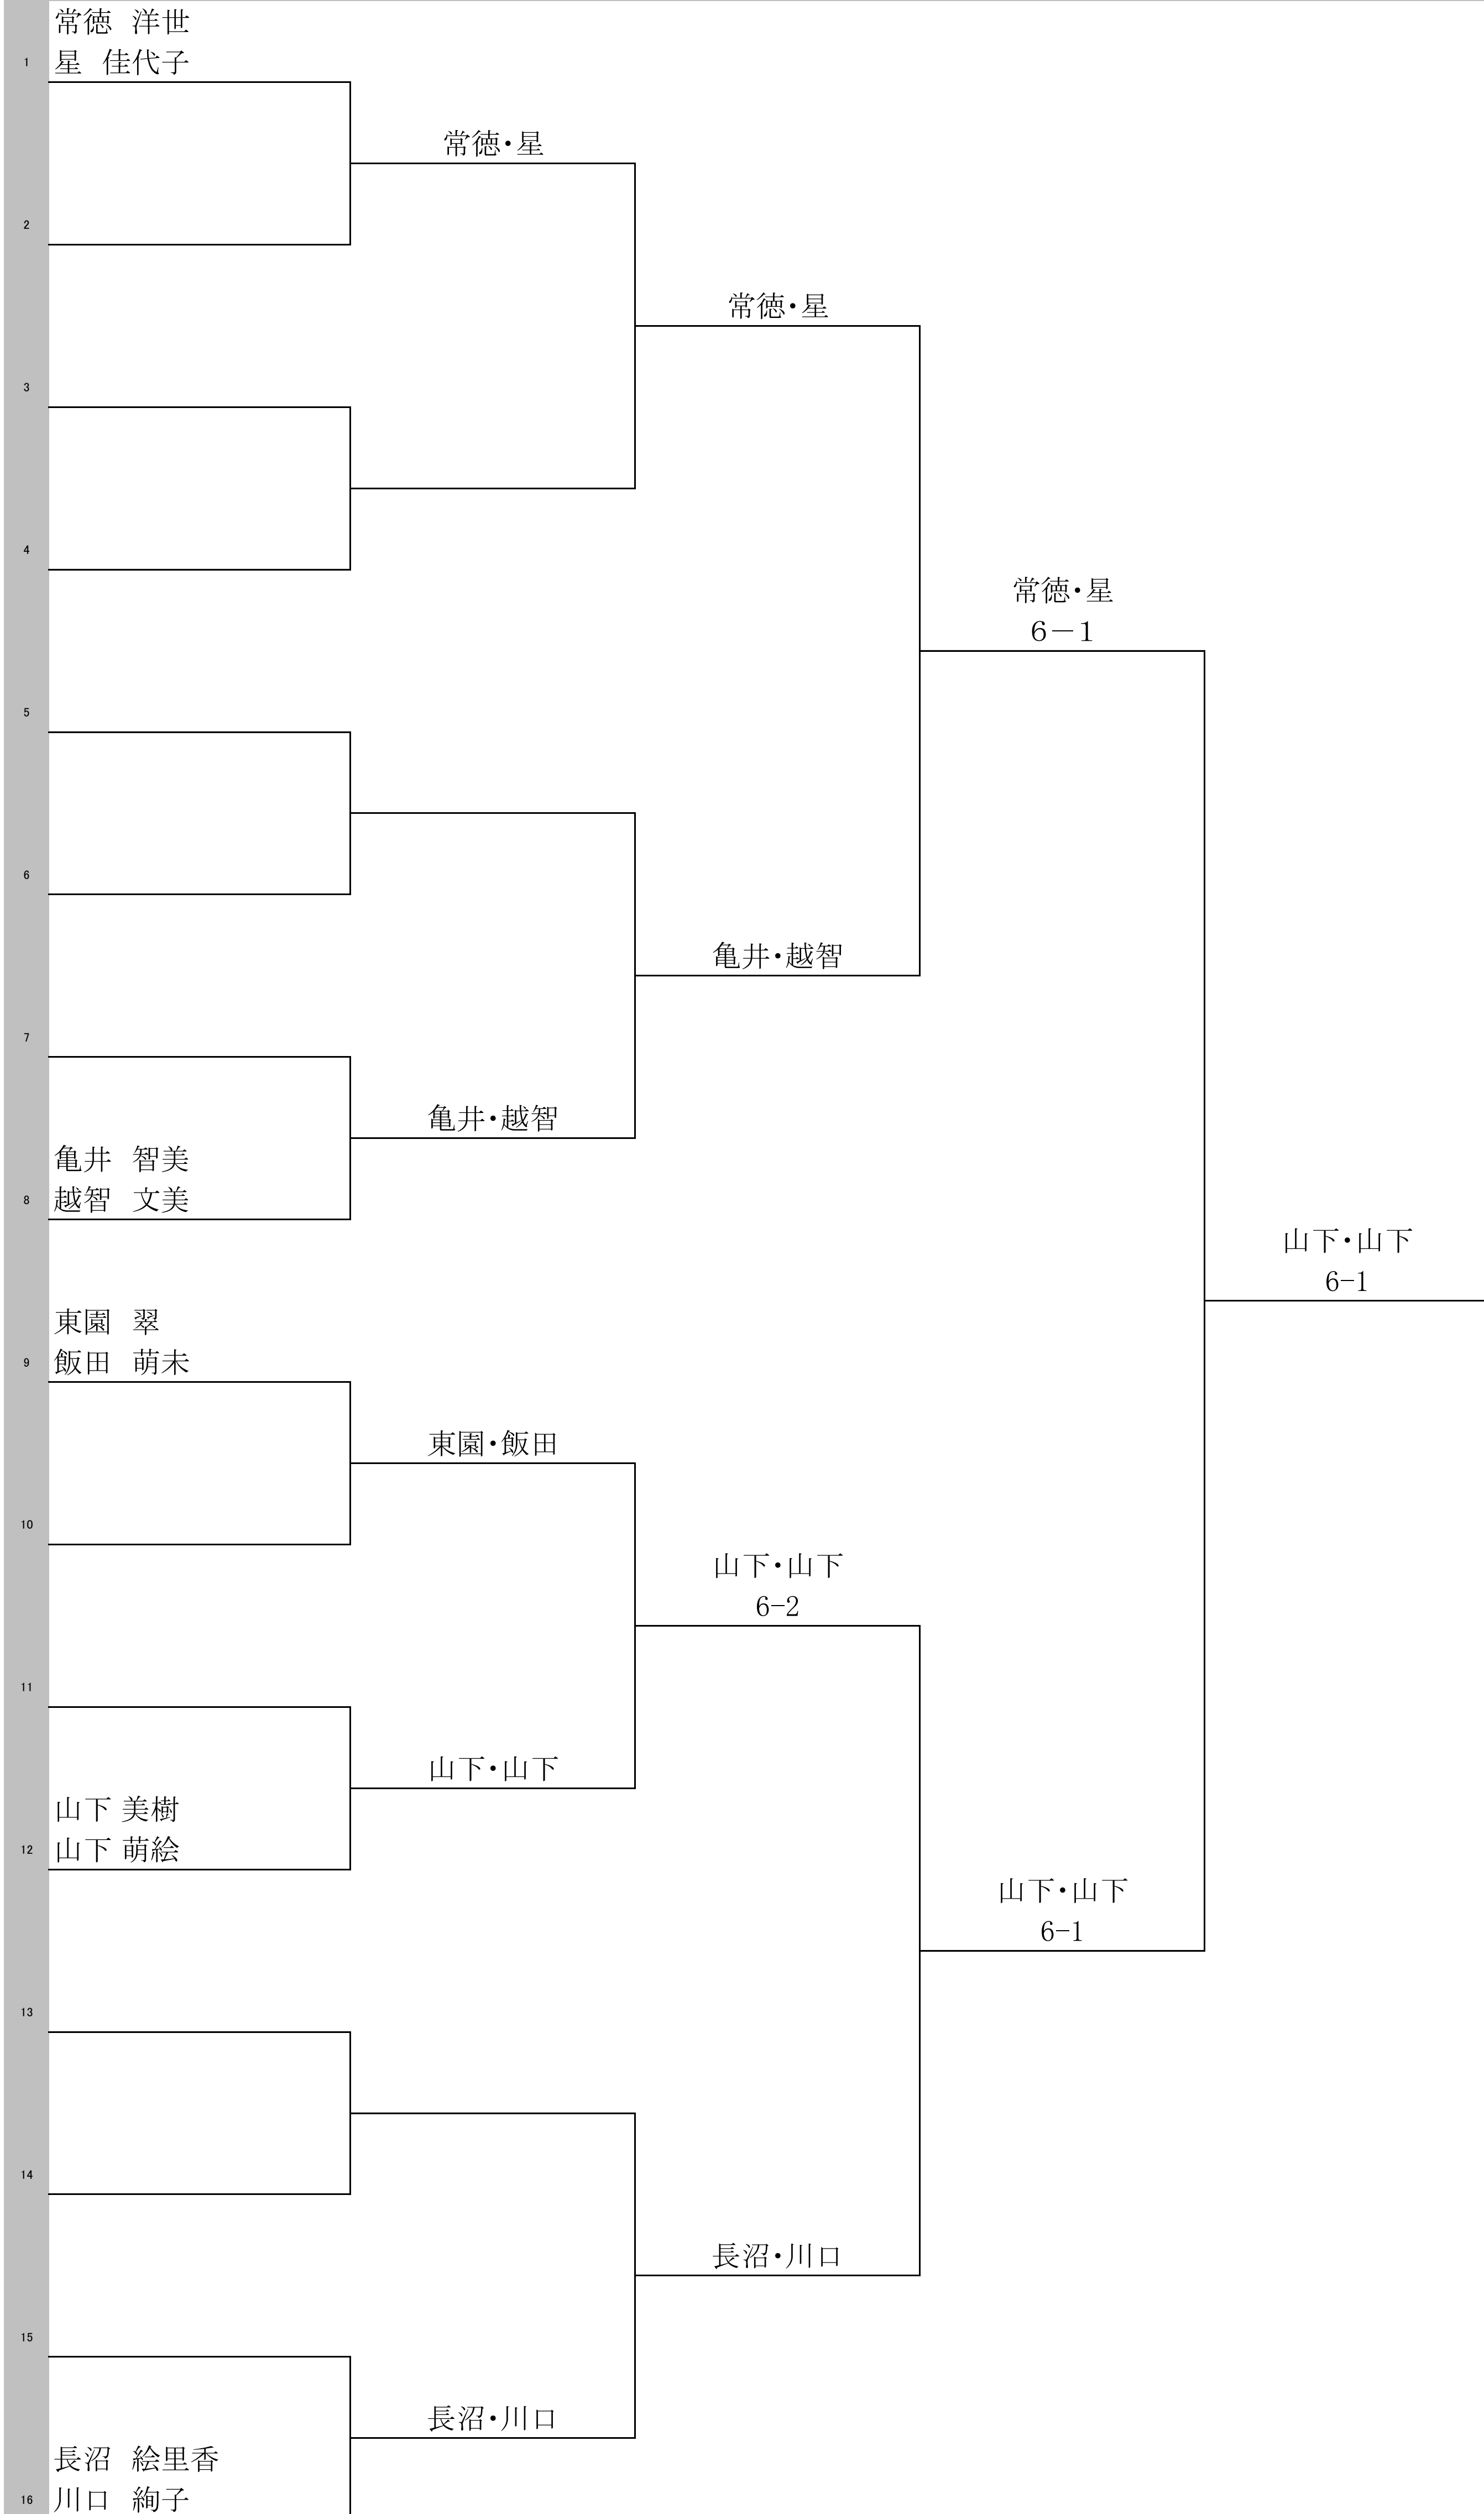 常徳 洋世
1 星 佳代子
常徳・星
2
常徳・星
3
4
常徳・星
6－1
5
6
亀井・越智
7
亀井・越智
亀井 智美
8 越智 文美
山下・山下
6-1
東園 翠
9 飯田 萌未
東園・飯田
10
山下・山下
6-2
11
山下・山下
山下 美樹
12 山下 萌絵
山下・山下
6-1
13
14
長沼・川口
15
長沼・川口
長沼 絵里香
16 川口 絢子